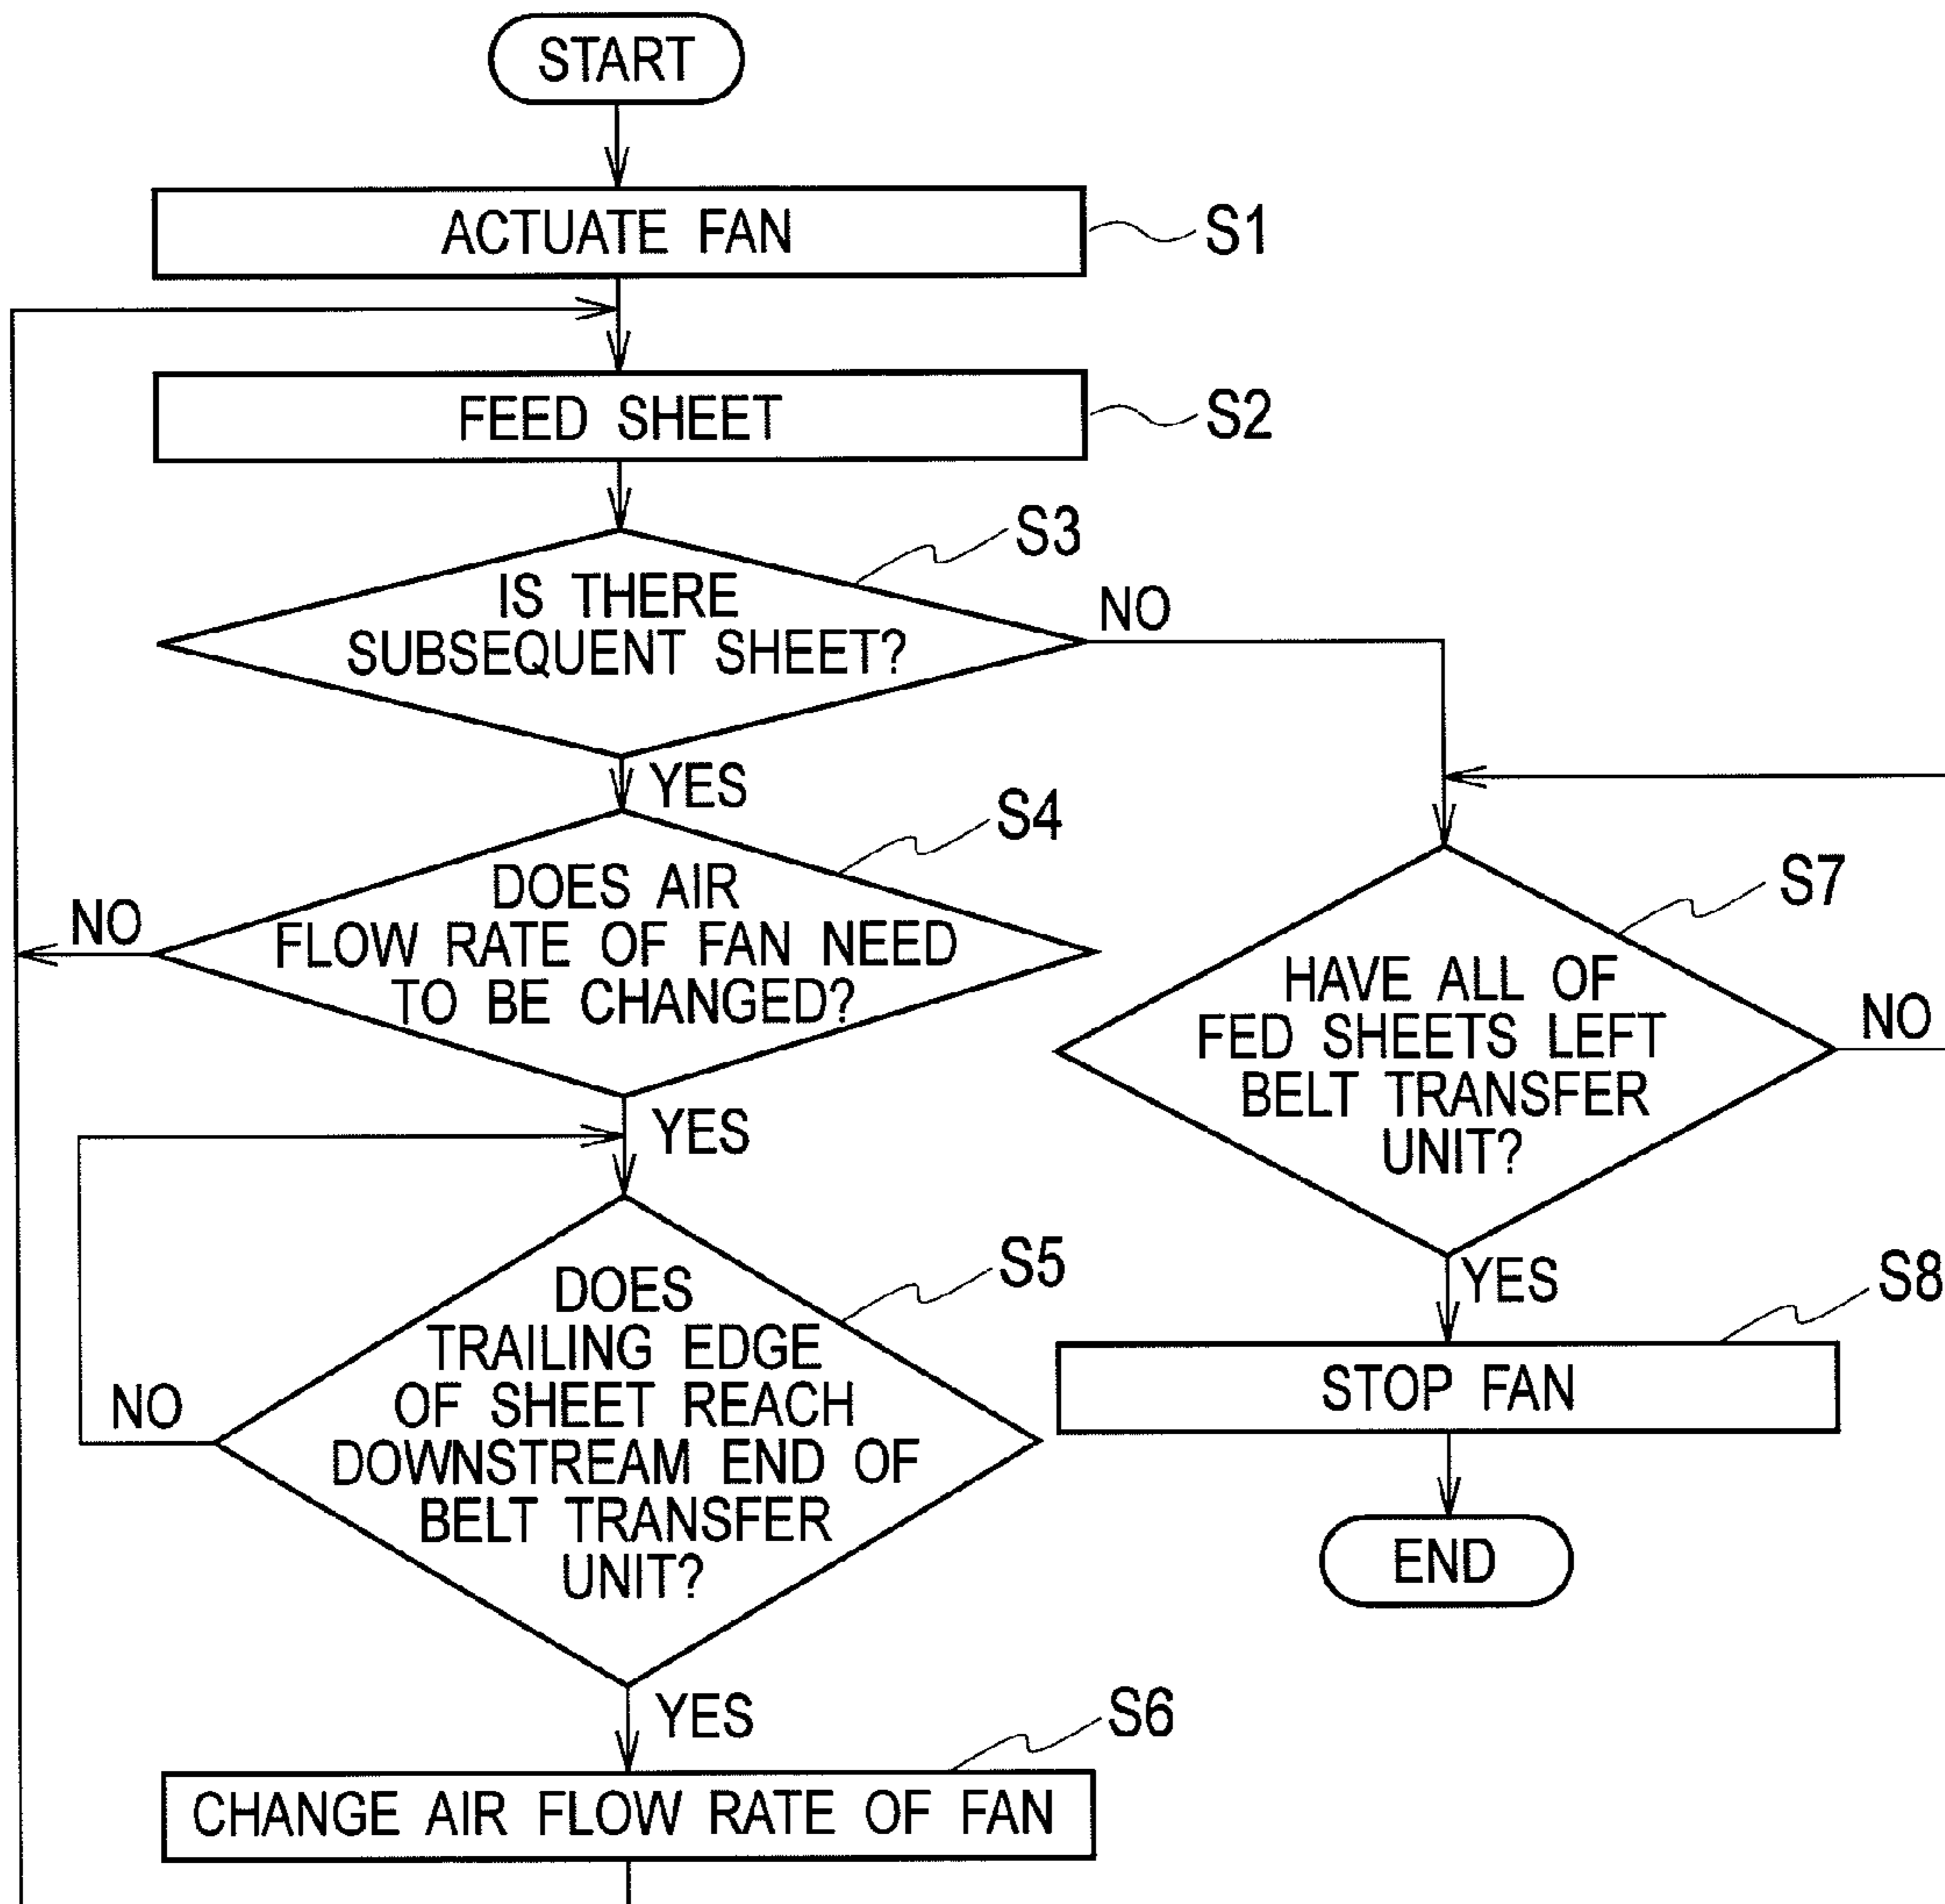 START
ACTUATE FAN
S1
FEED SHEET
S2
S3
IS THERE
SUBSEQUENT SHEET?
NO
YES
S4
DOES AIR
FLOW RATE OF FAN NEED
TO BE CHANGED?
NO
YES
S5
DOES
TRAILING EDGE
OF SHEET REACH
DOWNSTREAM END OF
BELT TRANSFER
UNIT?
NO
YES
S6
CHANGE AIR FLOW RATE OF FAN
S7
HAVE ALL OF
FED SHEETS LEFT
BELT TRANSFER
UNIT?
NO
YES
S8
STOP FAN
END